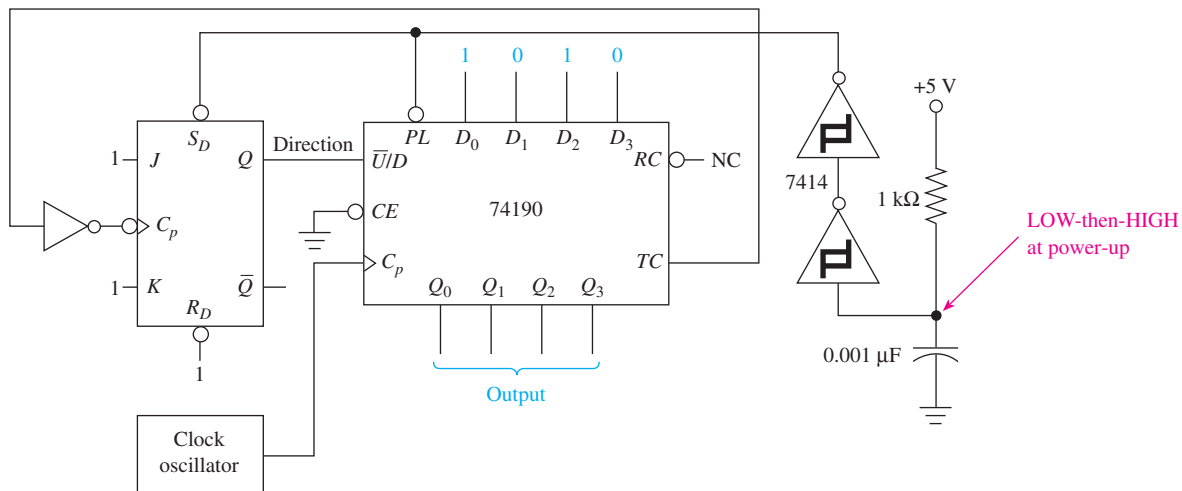 1 0 1 0
+5 V
S_D
J
1
Q
Direction
PL
D_0 D_1 D_2 D_3
U̅/D
RC
NC
7414
1 kΩ
CE
74190
LOW-then-HIGH
at power-up
C_p
C_p
TC
K
1
Q̅
R_D
Q_0 Q_1 Q_2 Q_3
0.001 μF
1
Output
Clock
oscillator